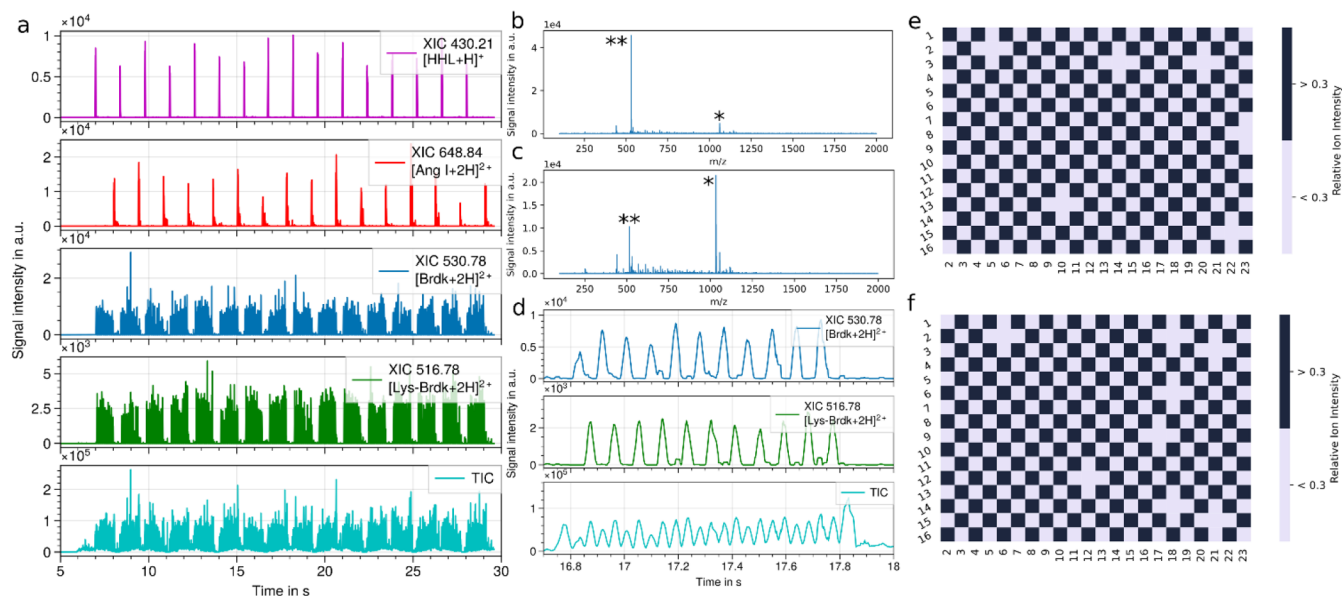 a
×10⁴
1.0
0.5
0.0
XIC 430.21
[HHL+H]⁺
×10⁴
2
1
0
XIC 648.84
[Ang I+2H]²⁺
×10⁴
2
0
XIC 530.78
[Brdk+2H]²⁺
×10³
5
2.5
0
XIC 516.78
[Lys-Brdk+2H]²⁺
×10⁵
2
1
0
TIC
5 10 15 20 25 30
Time in s
Signal intensity in a.u.
b
1e4
4
2
0
**
*
500 1000 1500 2000
m/z
Signal intensity in a.u.
c
1e4
2
1
0
**
*
500 1000 1500 2000
m/z
Signal intensity in a.u.
d
×10⁴
1.0
0.5
0.0
XIC 530.78
[Brdk+2H]²⁺
×10³
2
0
XIC 516.78
[Lys-Brdk+2H]²⁺
×10⁵
1
0
TIC
16.8 17 17.2 17.4 17.6 17.8 18
Time in s
Signal intensity in a.u.
e
1
2
3
4
5
6
7
8
9
10
11
12
13
14
15
16
2 3 4 5 6 7 8 9 10 11 12 13 14 15 16 17 18 19 20 21 22 23
> 0.3
< 0.3
Relative Ion Intensity
f
1
2
3
4
5
6
7
8
9
10
11
12
13
14
15
16
2 3 4 5 6 7 8 9 10 11 12 13 14 15 16 17 18 19 20 21 22 23
> 0.3
< 0.3
Relative Ion Intensity